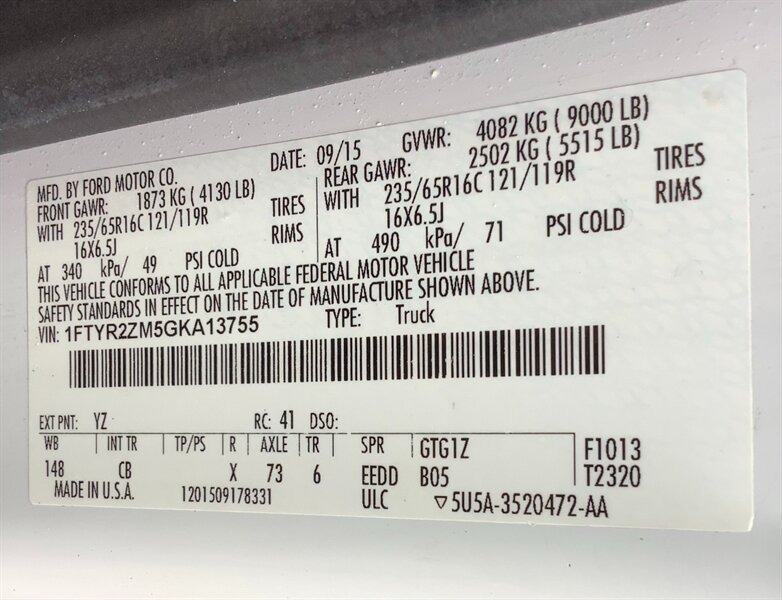 MFD. BY FORD MOTOR CO. DATE: 09/15 GVWR: 4082 KG ( 9000 LB)
FRONT GAWR: 1873 KG ( 4130 LB) REAR GAWR: 2502 KG ( 5515 LB)
WITH 235/65R16C 121/119R TIRES WITH 235/65R16C 121/119R TIRES
16X6.5J RIMS 16X6.5J RIMS
AT 340 kPa/ 49 PSI COLD AT 490 kPa/ 71 PSI COLD
THIS VEHICLE CONFORMS TO ALL APPLICABLE FEDERAL MOTOR VEHICLE
SAFETY STANDARDS IN EFFECT ON THE DATE OF MANUFACTURE SHOWN ABOVE.
VIN: 1FTYR2ZM5GKA13755 TYPE: Truck
EXT PNT: YZ RC: 41 DSO:
WB INT TR TP/PS R AXLE TR SPR GTG1Z F1013
148 CB X 73 6 EEDD B05 T2320
MADE IN U.S.A. 1201509178331 ULC ▽5U5A-3520472-AA